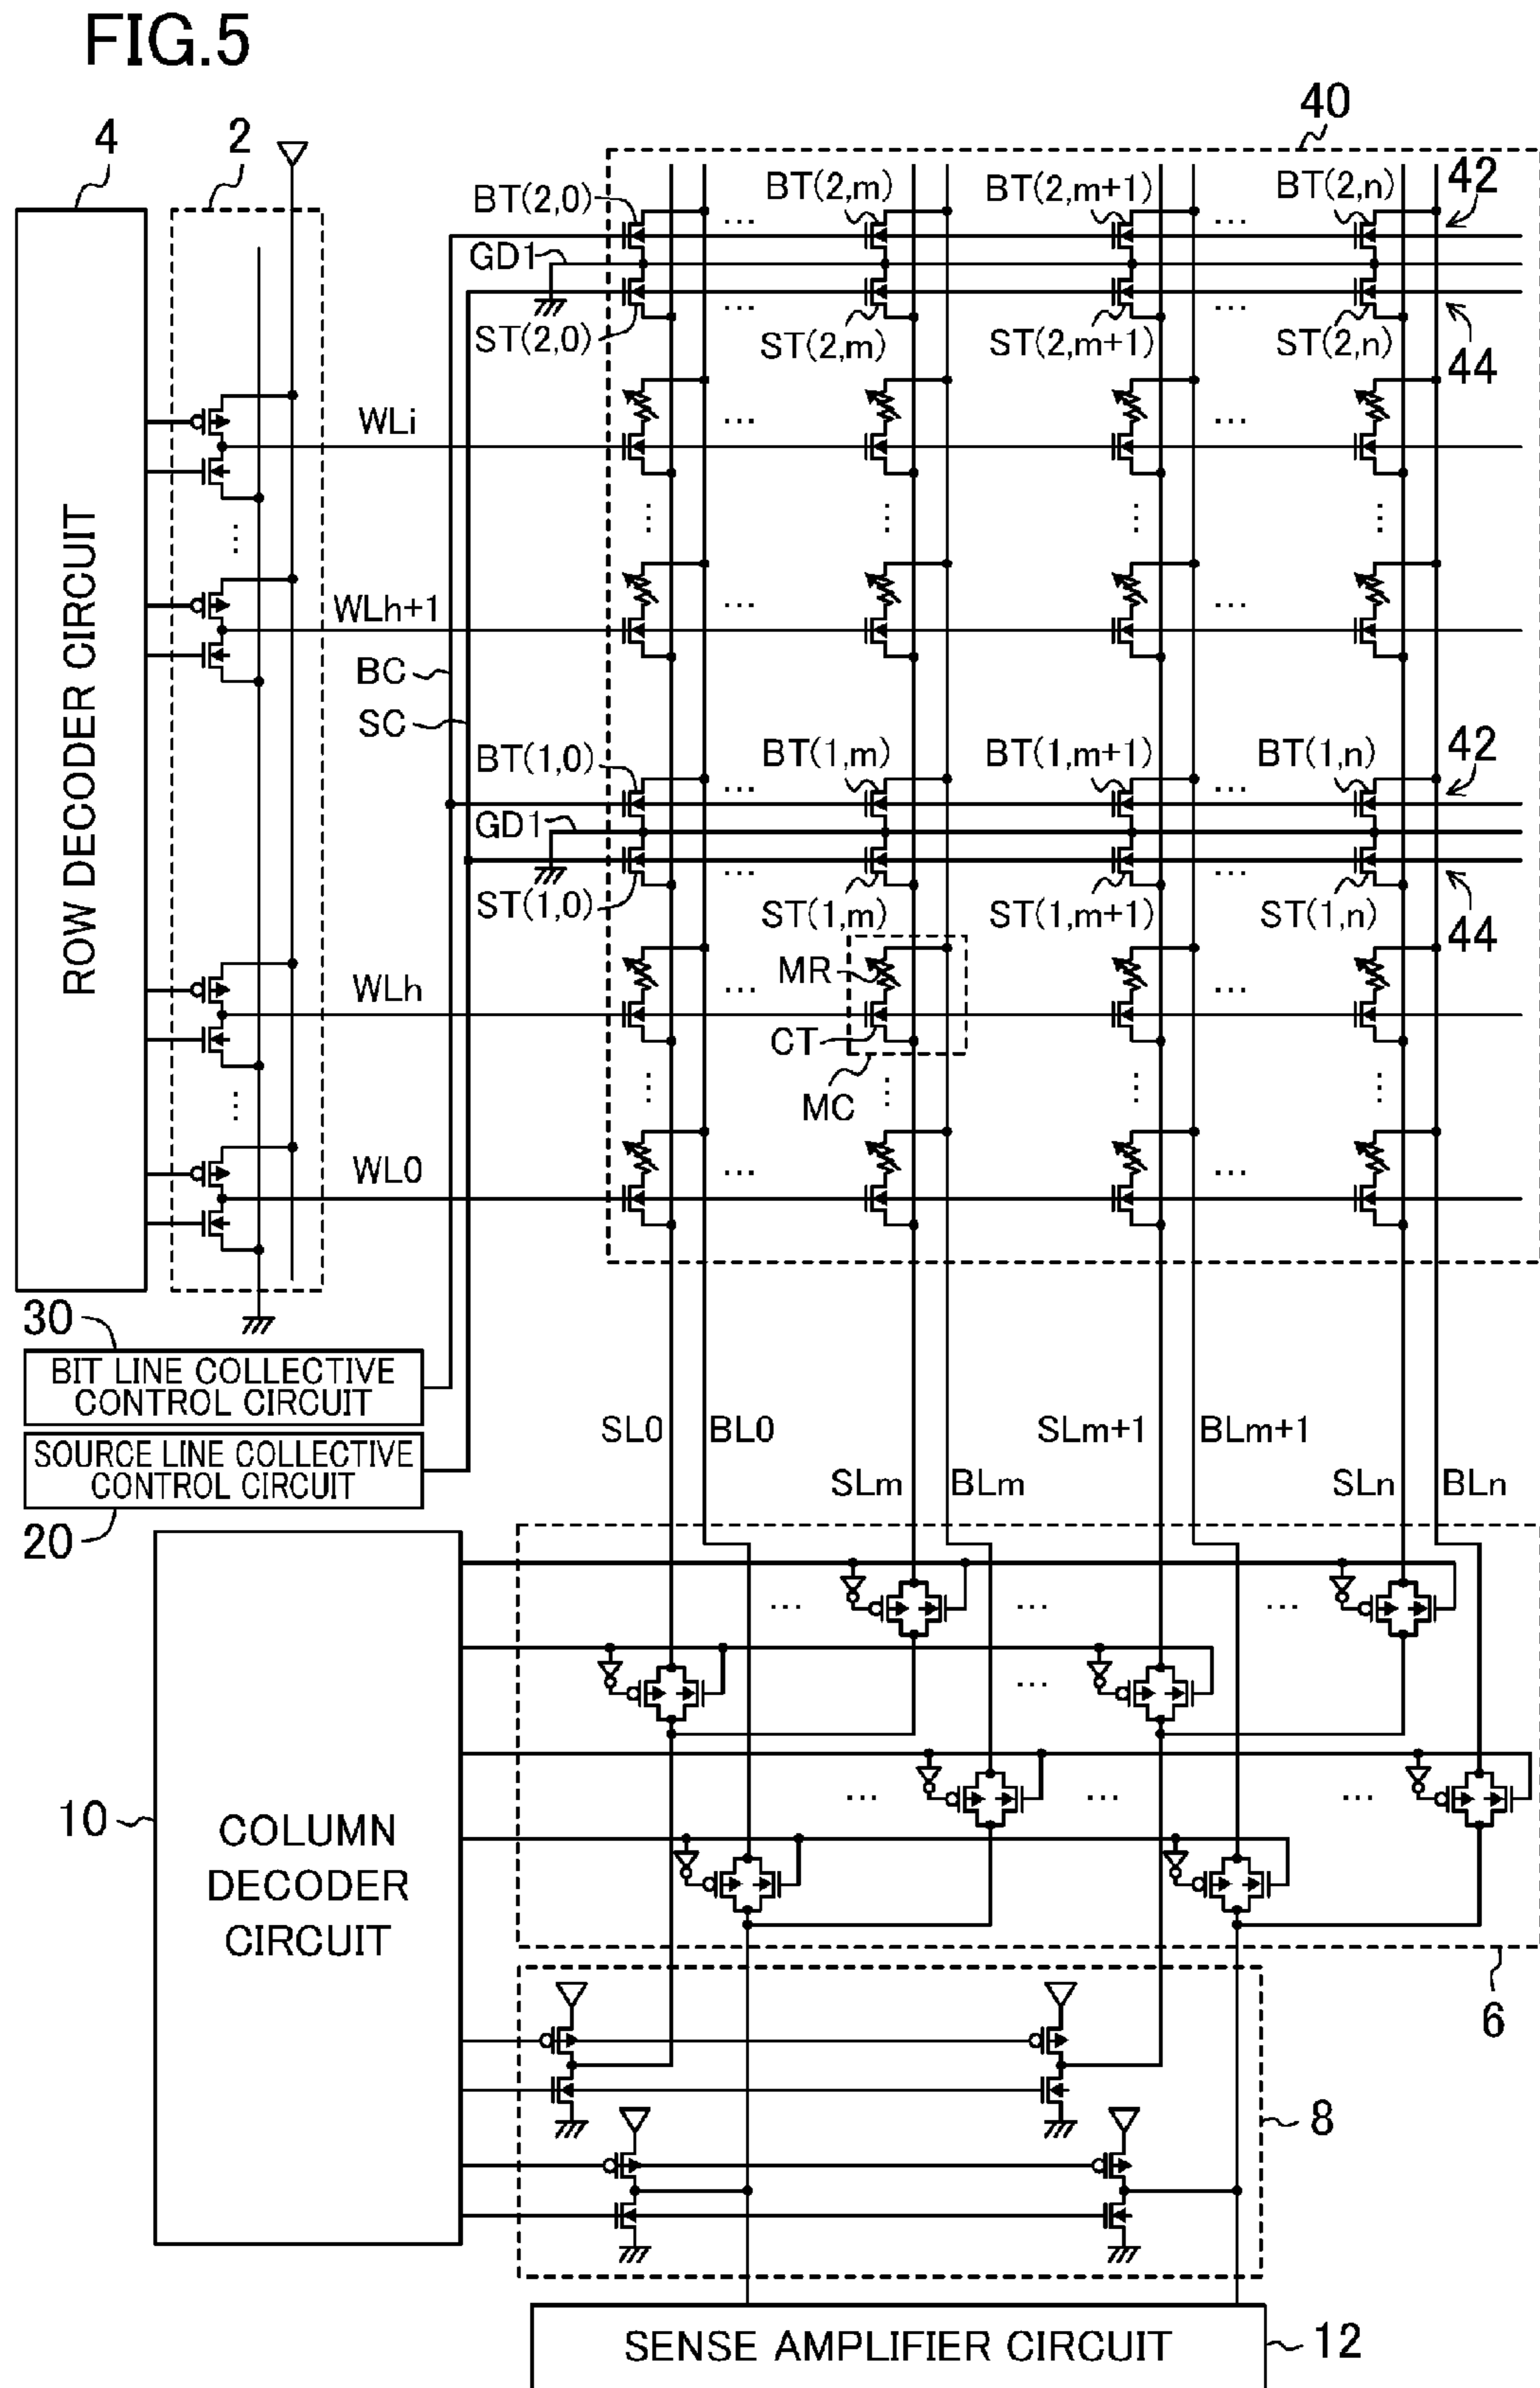 FIG.5
4
2
40
BT(2,0)
BT(2,m)
BT(2,m+1)
BT(2,n)
42
GD1
ST(2,0)
ST(2,m)
ST(2,m+1)
ST(2,n)
44
WLi
...
WLh+1
BC
SC
BT(1,0)
BT(1,m)
BT(1,m+1)
BT(1,n)
42
GD1
ST(1,0)
ST(1,m)
ST(1,m+1)
ST(1,n)
44
ROW DECODER CIRCUIT
WLh
MR
CT
MC
WL0
30
BIT LINE COLLECTIVE
CONTROL CIRCUIT
SOURCE LINE COLLECTIVE
CONTROL CIRCUIT
20
SL0
BL0
SLm+1
BLm+1
SLm
BLm
SLn
BLn
10
COLUMN
DECODER
CIRCUIT
6
8
SENSE AMPLIFIER CIRCUIT
12